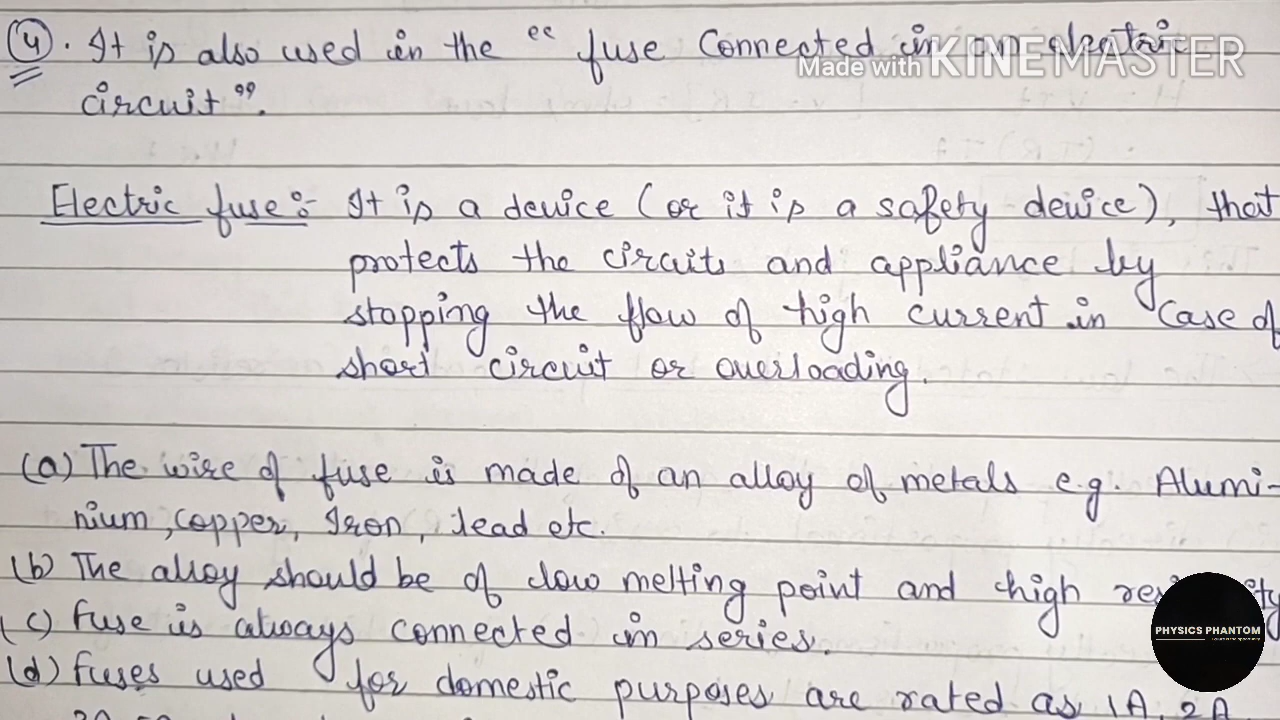 (4). It is also used in the "fuse Connected in an electric
circuit".
Made with KINEMASTER
Electric fuse:- It is a device (or it is a safety device), that
protects the circuits and appliance by
stopping the flow of high current in case of
short circuit or overloading.
(a) The wire of fuse is made of an alloy of metals e.g. Alumi-
nium, copper, Iron, lead etc.
(b) The alloy should be of low melting point and high
(c) Fuse is always connected in series.
PHYSICS PHANTOM
(d) Fuses used for domestic purposes are rated as 1A, 2A,